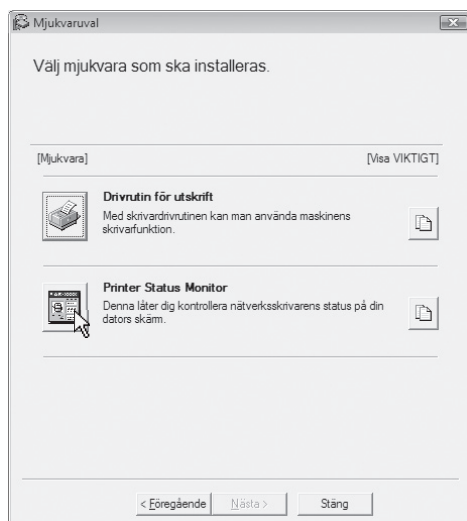 Mjukvaruval
Välj mjukvara som ska installeras.
[Mjukvara] [Visa VIKTIGT]
Drivrutin för utskrift
Med skrivardrivrutinen kan man använda maskinens
skrivarfunktion.
Printer Status Monitor
Denna låter dig kontrollera nätverksskrivarens status på din
dators skärm.
< Föregående Nästa > Stäng